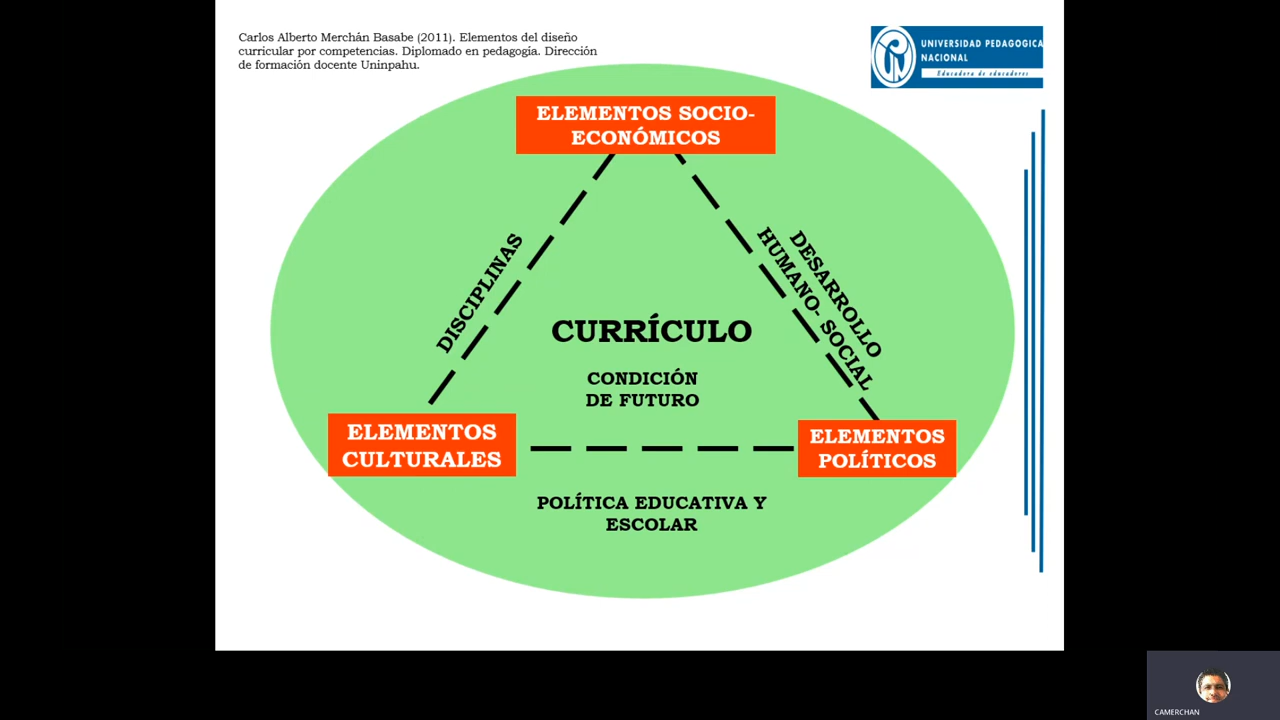 Carlos Alberto Merchán Basabe (2011). Elementos del diseño
curricular por competencias. Diplomado en pedagogía. Dirección
de formación docente Uninpahu.
UNIVERSIDAD PEDAGOGICA
NACIONAL
Educadora de educadores
ELEMENTOS SOCIO-
ECONÓMICOS
DISCIPLINAS
DESARROLLO
HUMANO- SOCIAL
CURRÍCULO
CONDICIÓN
DE FUTURO
ELEMENTOS
CULTURALES
ELEMENTOS
POLÍTICOS
POLÍTICA EDUCATIVA Y
ESCOLAR
CAMERCHAN